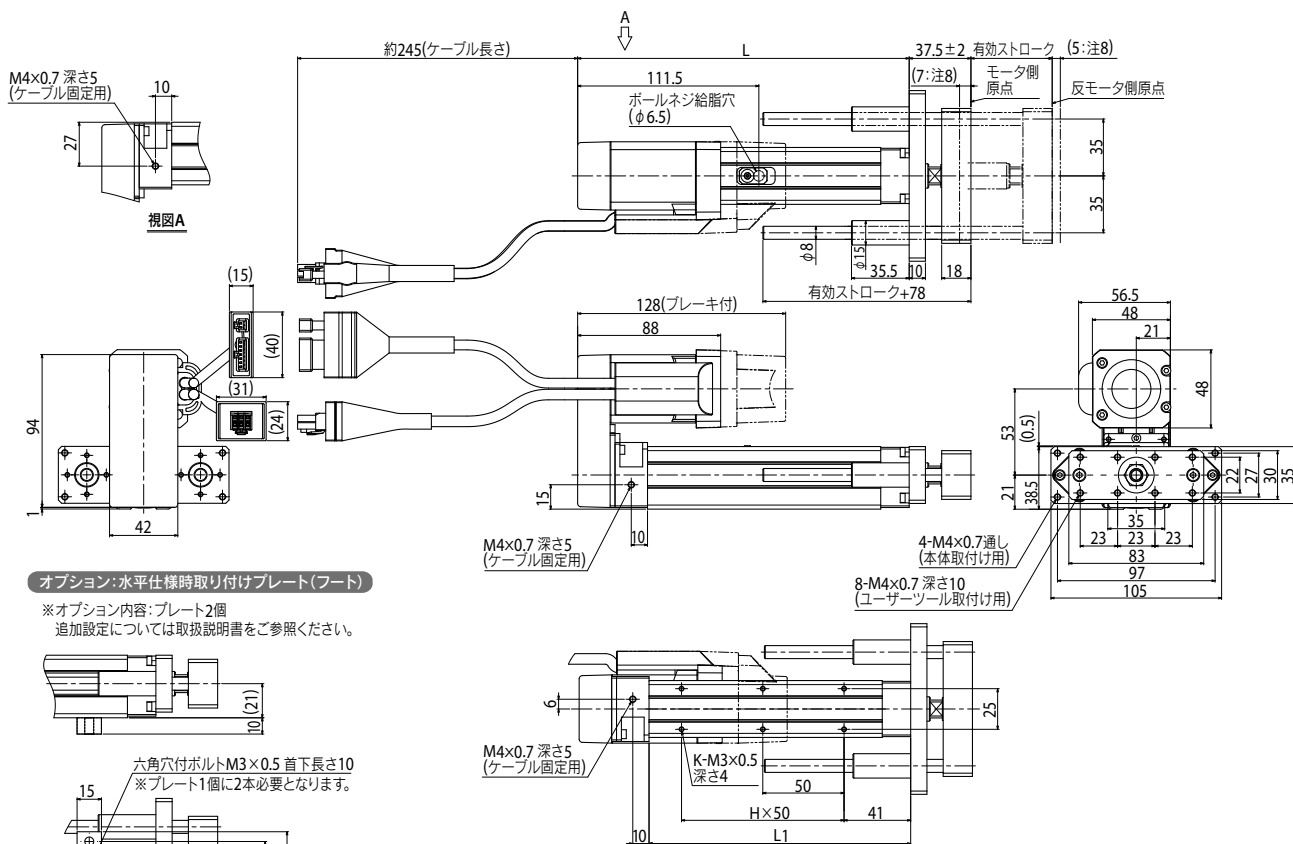 A
約245(ケーブル長さ)
L
37.5±2
有効ストローク
(5:注8)
M4×0.7 深さ5
(ケーブル固定用)
10
111.5
(7:注8)
モータ側
原点
反モータ側原点
ボールネジ給脂穴
(φ6.5)
27
35
35
視図A
φ8
φ15
35.5
10
18
有効ストローク+78
(15)
(40)
(31)
(24)
94
1
42
128(ブレーキ付)
88
15
10
M4×0.7 深さ5
(ケーブル固定用)
56.5
48
21
48
53
(0.5)
21
38.5
22
27
30
35
35
23
23
23
83
97
105
4-M4×0.7通し
(本体取付け用)
8-M4×0.7 深さ10
(ユーザーツール取付け用)
オプション:水平仕様時取り付けプレート(フート)
※オプション内容:プレート2個
追加設定については取扱説明書をご参照ください。
(21)
10
六角穴付ボルトM3×0.5 首下長さ10
※プレート1個に2本必要となります。
15
6
M4×0.7 深さ5
(ケーブル固定用)
K-M3×0.5
深さ4
25
50
H×50
41
10
L1